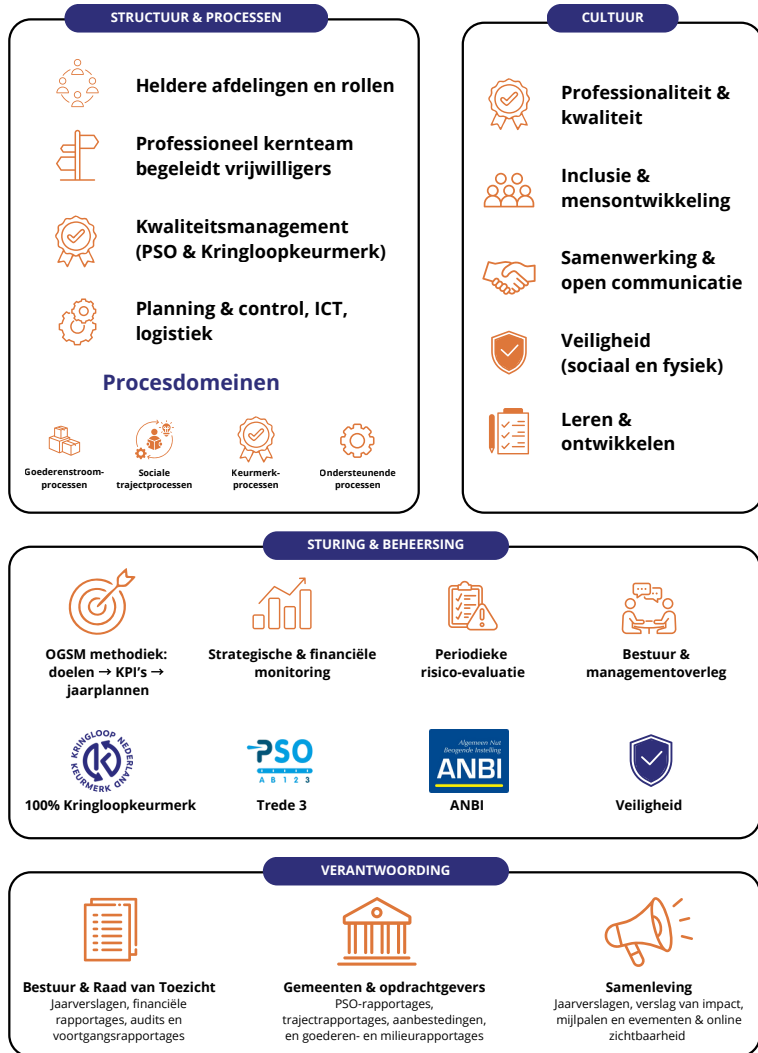 STRUCTUUR & PROCESSEN
Heldere afdelingen en rollen
Professioneel kernteam
begeleidt vrijwilligers
Kwaliteitsmanagement
(PSO & Kringloopkeurmerk)
Planning & control, ICT,
logistiek
Procesdomeinen
Goederenstroom-
processen
Sociale
trajectprocessen
Keurmerk-
processen
Ondersteunende
processen
CULTUUR
Professionaliteit &
kwaliteit
Inclusie &
mensontwikkeling
Samenwerking &
open communicatie
Veiligheid
(sociaal en fysiek)
Leren &
ontwikkelen
STURING & BEHEERSING
OGSM methodiek:
doelen → KPI's →
jaarplannen
Strategische & financiële
monitoring
Periodieke
risico-evaluatie
Bestuur &
managementoverleg
KRINGLOOP NEDERLAND
KEURMERK
100% Kringloopkeurmerk
PSO
A B 1 2 3
Trede 3
Algemeen Nut
Beogende Instelling
ANBI
ANBI
Veiligheid
VERANTWOORDING
Bestuur & Raad van Toezicht
Jaarverslagen, financiële
rapportages, audits en
voortgangsrapportages
Gemeenten & opdrachtgevers
PSO-rapportages,
trajectrapportages, aanbestedingen,
en goederen- en milieurapportages
Samenleving
Jaarverslagen, verslag van impact,
mijlpalen en evementen & online
zichtbaarheid